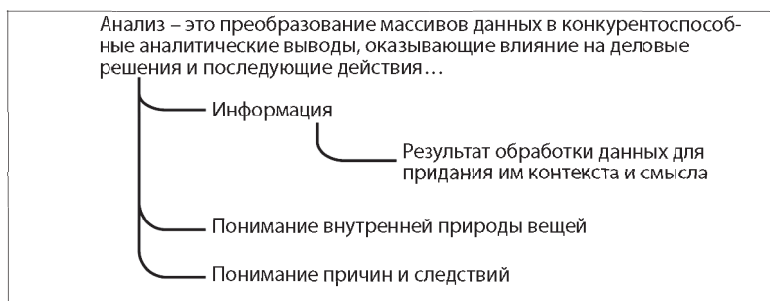 Анализ – это преобразование массивов данных в конкурентоспособ-
ные аналитические выводы, оказывающие влияние на деловые
решения и последующие действия…
Информация
Результат обработки данных для
придания им контекста и смысла
Понимание внутренней природы вещей
Понимание причин и следствий